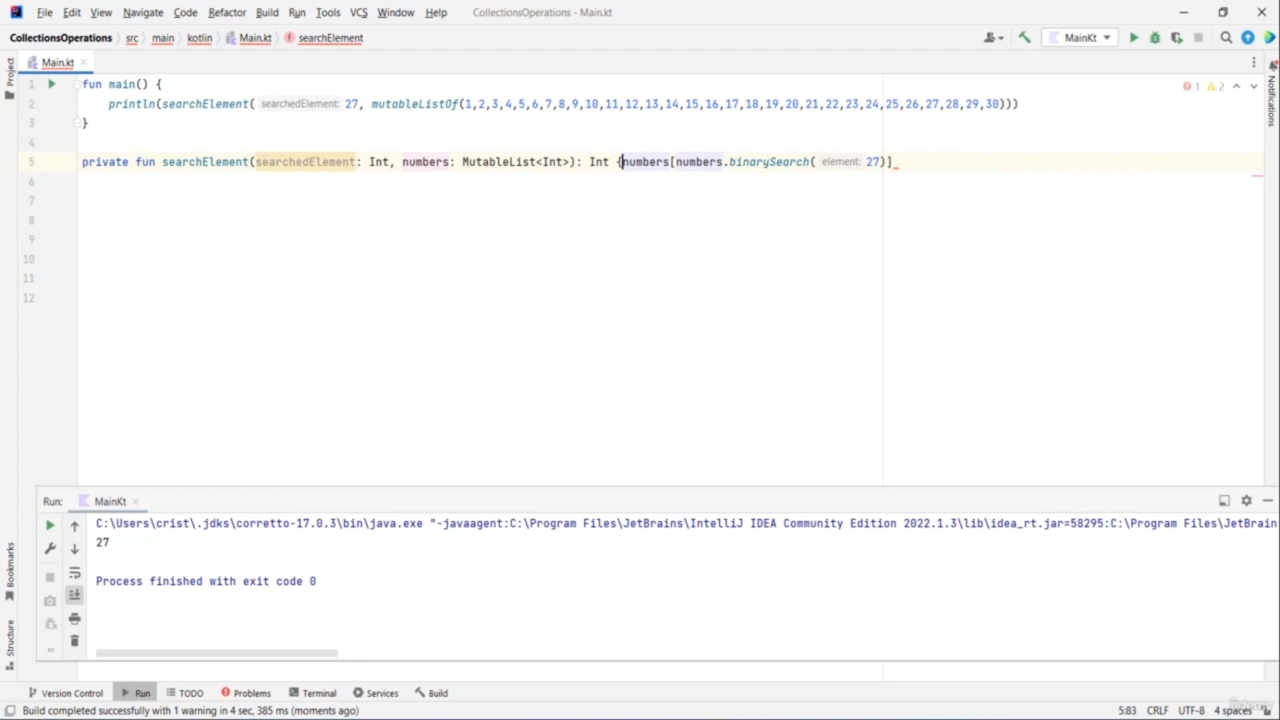 File Edit View Navigate Code Refactor Build Run Tools VCS Window Help CollectionsOperations - Main.kt
CollectionsOperations src main kotlin Main.kt searchElement MainKt
Project
Main.kt
1 fun main() {
2 println(searchElement( searchedElement: 27, mutableListOf(1,2,3,4,5,6,7,8,9,10,11,12,13,14,15,16,17,18,19,20,21,22,23,24,25,26,27,28,29,30)))
1 2
3 }
4
5 private fun searchElement(searchedElement: Int, numbers: MutableList<Int>): Int {numbers[numbers.binarySearch( element: 27)]
6
7
8
9
10
11
12
Notifications
Run: MainKt
C:\Users\crist\.jdks\corretto-17.0.3\bin\java.exe "-javaagent:C:\Program Files\JetBrains\IntelliJ IDEA Community Edition 2022.1.3\lib\idea_rt.jar=58295:C:\Program Files\JetBrain
27
Process finished with exit code 0
Bookmarks
Structure
Version Control Run TODO Problems Terminal Services Build
Build completed successfully with 1 warning in 4 sec, 385 ms (moments ago) 5:83 CRLF UTF-8 4 spaces